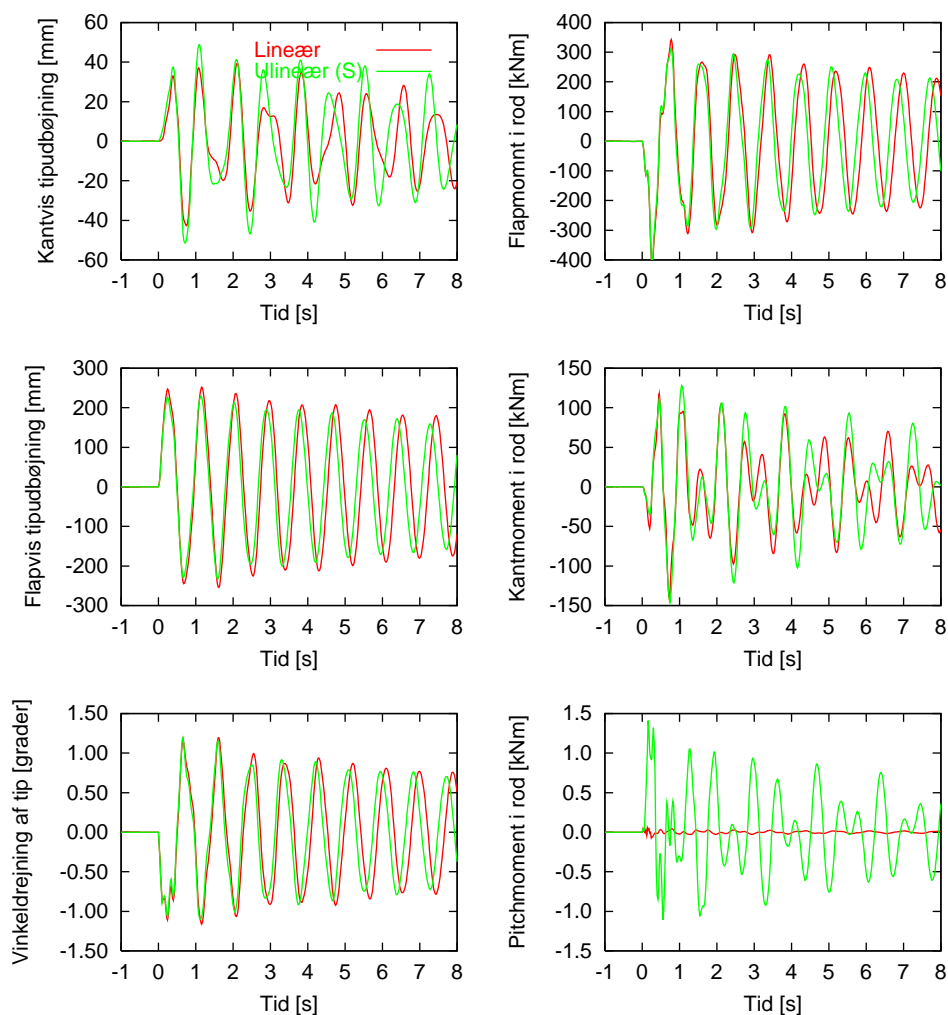 Kantvis tipudbøjning [mm]
60
40
20
0
-20
-40
-60
Lineær
Ulineær (S)
-1 0 1 2 3 4 5 6 7 8
Tid [s]
Flapmomnt i rod [kNm]
400
300
200
100
0
-100
-200
-300
-400
-1 0 1 2 3 4 5 6 7 8
Tid [s]
Flapvis tipudbøjning [mm]
300
200
100
0
-100
-200
-300
-1 0 1 2 3 4 5 6 7 8
Tid [s]
Kantmoment i rod [kNm]
150
100
50
0
-50
-100
-150
-1 0 1 2 3 4 5 6 7 8
Tid [s]
Vinkeldrejning af tip [grader]
1.50
1.00
0.50
0.00
-0.50
-1.00
-1.50
-1 0 1 2 3 4 5 6 7 8
Tid [s]
Pitchmoment i rod [kNm]
1.5
1.0
0.5
0.0
-0.5
-1.0
-1.5
-1 0 1 2 3 4 5 6 7 8
Tid [s]